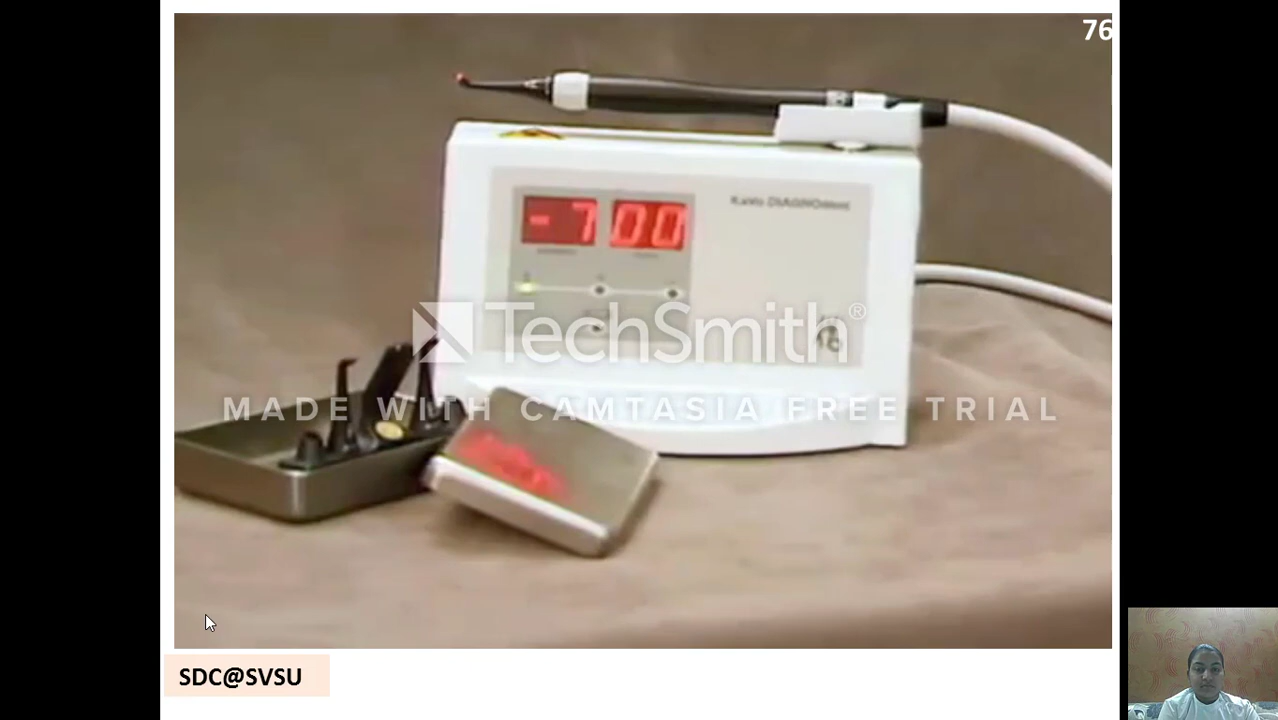 76
KaVo DIAGNOdent
- 7 00
TechSmith®
MADE WITH CAMTASIA FREE TRIAL
SDC@SVSU